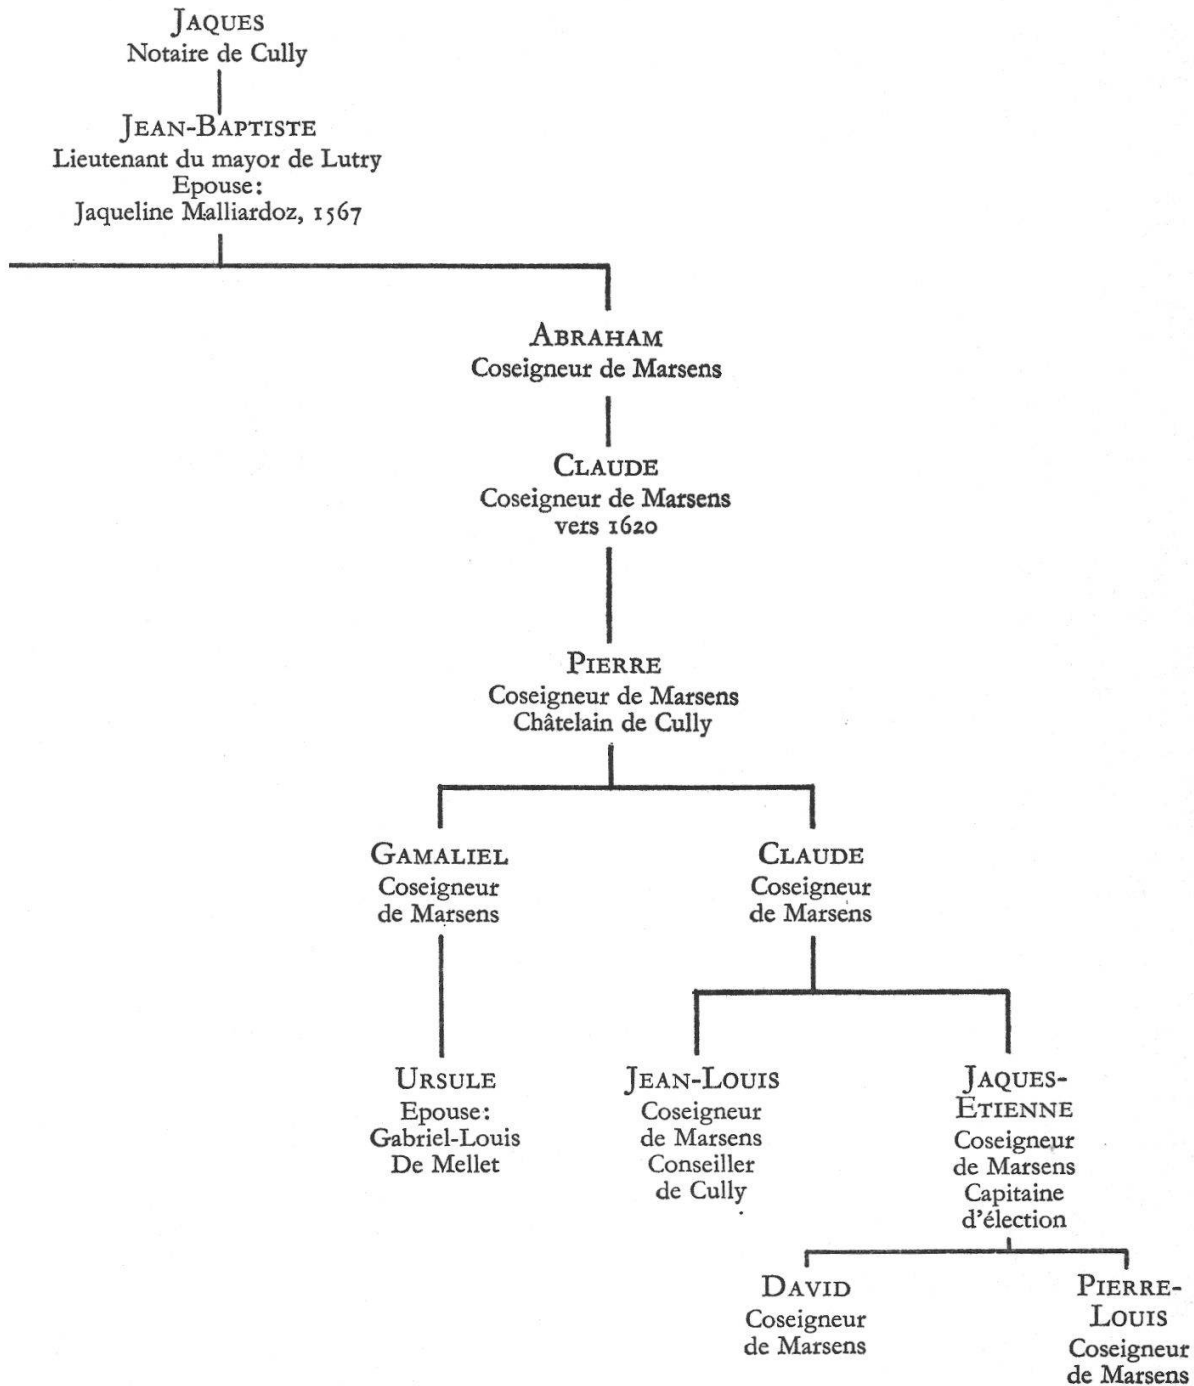 JAQUES
Notaire de Cully
JEAN-BAPTISTE
Lieutenant du mayor de Lutry
Epouse:
Jaqueline Malliardoz, 1567
ABRAHAM
Coseigneur de Marsens
CLAUDE
Coseigneur de Marsens
vers 1620
PIERRE
Coseigneur de Marsens
Châtelain de Cully
GAMALIEL
Coseigneur
de Marsens
CLAUDE
Coseigneur
de Marsens
URSULE
Epouse:
Gabriel-Louis
De Mellet
JEAN-LOUIS
Coseigneur
de Marsens
Conseiller
de Cully
JAQUES-
ETIENNE
Coseigneur
de Marsens
Capitaine
d'élection
DAVID
Coseigneur
de Marsens
PIERRE-
LOUIS
Coseigneur
de Marsens